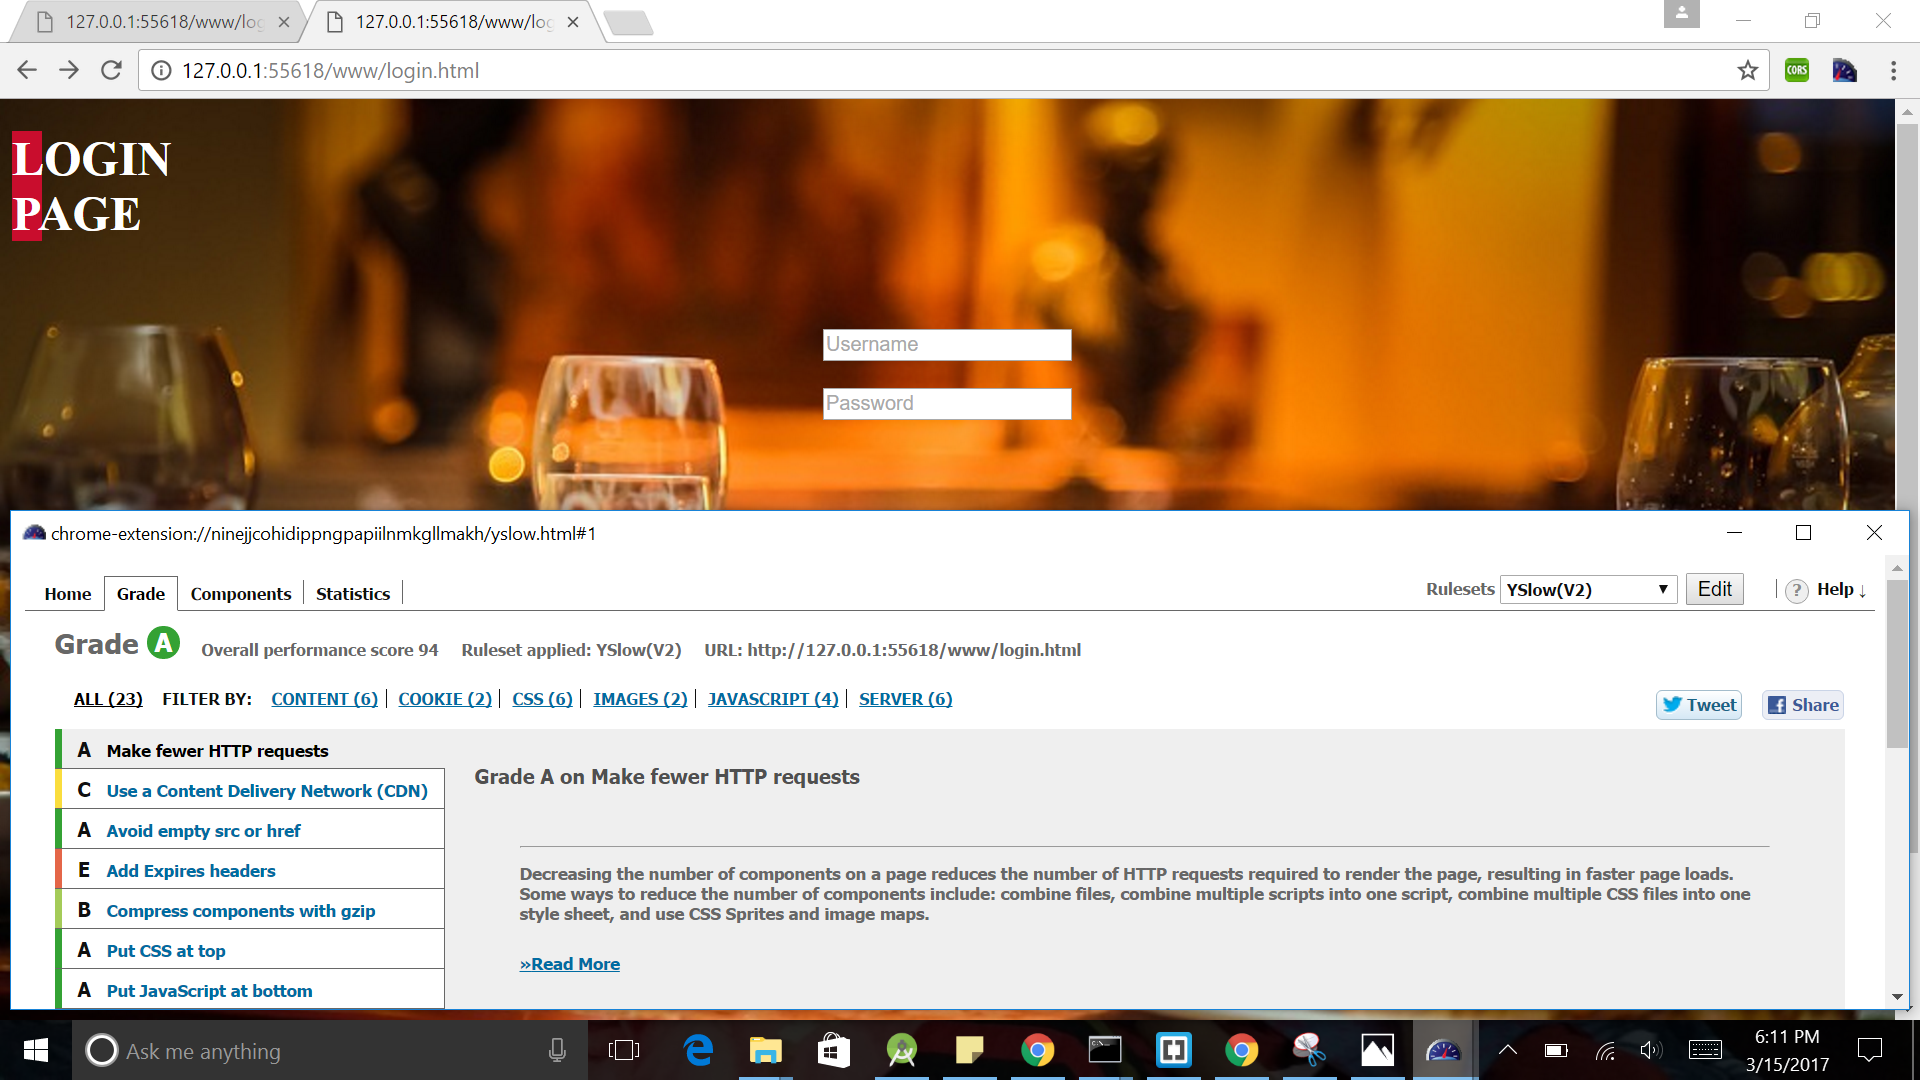 127.0.0.1:55618/www/log
127.0.0.1:55618/www/log
127.0.0.1:55618/www/login.html
CORS
LOGIN
PAGE
Username
Password
chrome-extension://ninejjcohidippngpapiilnmkgllmakh/yslow.html#1
Home Grade Components Statistics Rulesets YSlow(V2) Edit ? Help ↓
Grade A Overall performance score 94 Ruleset applied: YSlow(V2) URL: http://127.0.0.1:55618/www/login.html
ALL (23) FILTER BY: CONTENT (6) COOKIE (2) CSS (6) IMAGES (2) JAVASCRIPT (4) SERVER (6) Tweet Share
A Make fewer HTTP requests
C Use a Content Delivery Network (CDN)
A Avoid empty src or href
E Add Expires headers
B Compress components with gzip
A Put CSS at top
A Put JavaScript at bottom
Grade A on Make fewer HTTP requests
Decreasing the number of components on a page reduces the number of HTTP requests required to render the page, resulting in faster page loads.
Some ways to reduce the number of components include: combine files, combine multiple scripts into one script, combine multiple CSS files into one
style sheet, and use CSS Sprites and image maps.
»Read More
Ask me anything
6:11 PM
3/15/2017